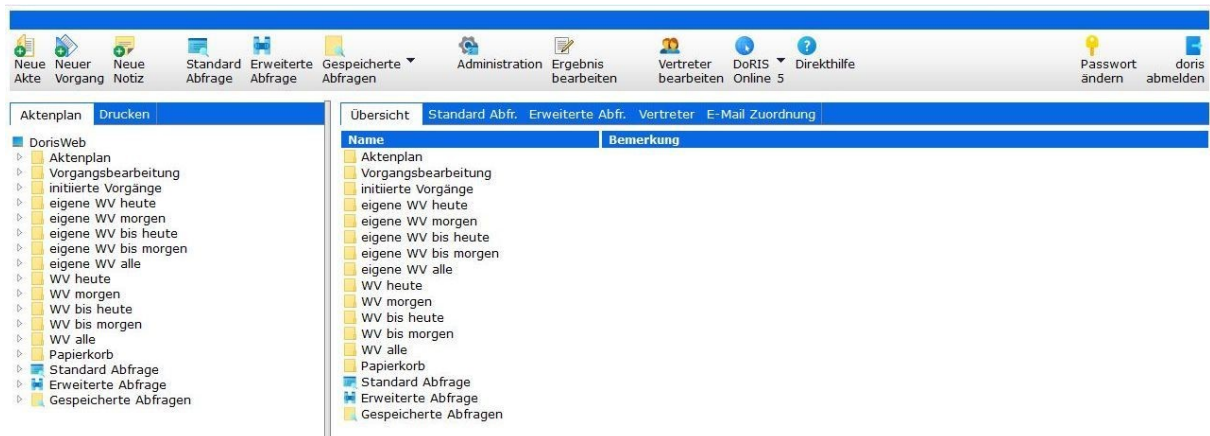 Neue Akte
Neuer Vorgang
Neue Notiz
Standard Abfrage
Erweiterte Abfrage
Gespeicherte Abfragen
Administration
Ergebnis bearbeiten
Vertreter bearbeiten
DoRIS Online 5
Direkthilfe
Passwort ändern
doris abmelden
Aktenplan Drucken
DorisWeb
Aktenplan
Vorgangsbearbeitung
initiierte Vorgänge
eigene WV heute
eigene WV morgen
eigene WV bis heute
eigene WV bis morgen
eigene WV alle
WV heute
WV morgen
WV bis heute
WV bis morgen
WV alle
Papierkorb
Standard Abfrage
Erweiterte Abfrage
Gespeicherte Abfragen
Übersicht Standard Abfr. Erweiterte Abfr. Vertreter E-Mail Zuordnung
Name Bemerkung
Aktenplan
Vorgangsbearbeitung
initiierte Vorgänge
eigene WV heute
eigene WV morgen
eigene WV bis heute
eigene WV bis morgen
eigene WV alle
WV heute
WV morgen
WV bis heute
WV bis morgen
WV alle
Papierkorb
Standard Abfrage
Erweiterte Abfrage
Gespeicherte Abfragen